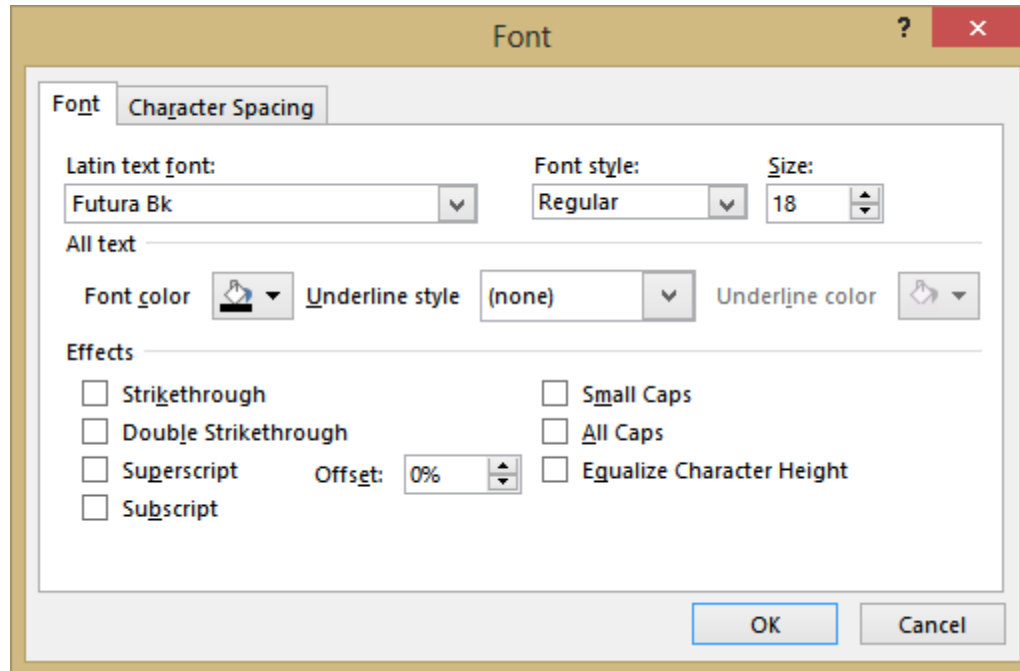 Font ?
Font Character Spacing
Latin text font: Font style: Size:
Futura Bk Regular 18
All text
Font color Underline style (none) Underline color
Effects
Strikethrough Small Caps
Double Strikethrough All Caps
Superscript Offset: 0% Equalize Character Height
Subscript
OK Cancel